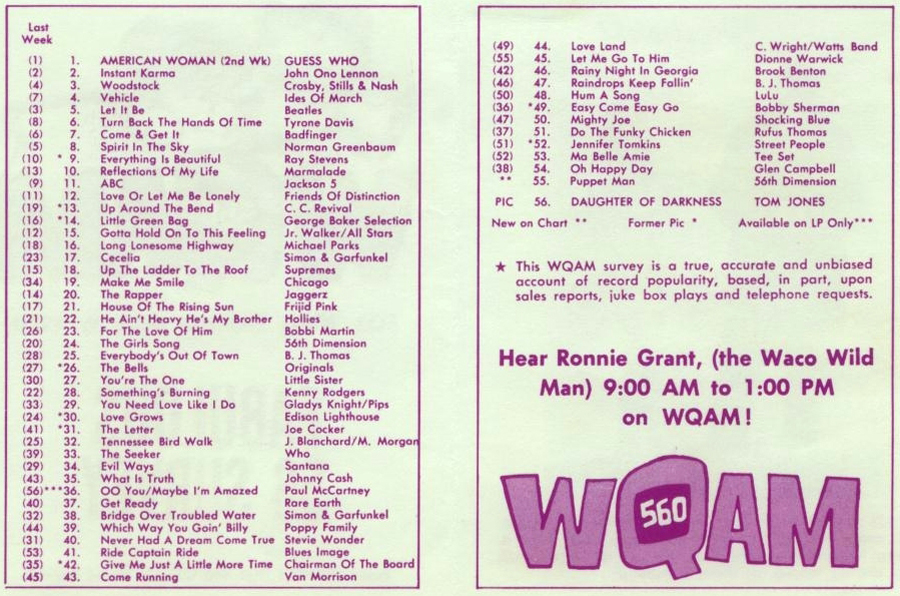 Last
Week
(1) 1. AMERICAN WOMAN (2nd Wk) GUESS WHO
(2) 2. Instant Karma John Ono Lennon
(4) 3. Woodstock Crosby, Stills & Nash
(7) 4. Vehicle Ides Of March
(3) 5. Let It Be Beatles
(8) 6. Turn Back The Hands Of Time Tyrone Davis
(6) 7. Come & Get It Badfinger
(5) 8. Spirit In The Sky Norman Greenbaum
(10) * 9. Everything Is Beautiful Ray Stevens
(13) 10. Reflections Of My Life Marmalade
(9) 11. ABC Jackson 5
(11) 12. Love Or Let Me Be Lonely Friends Of Distinction
(19) *13. Up Around The Bend C. C. Revival
(16) *14. Little Green Bag George Baker Selection
(12) 15. Gotta Hold On To This Feeling Jr. Walker/All Stars
(18) 16. Long Lonesome Highway Michael Parks
(23) 17. Cecelia Simon & Garfunkel
(15) 18. Up The Ladder To The Roof Supremes
(34) 19. Make Me Smile Chicago
(14) 20. The Rapper Jaggerz
(17) 21. House Of The Rising Sun Frijid Pink
(21) 22. He Ain't Heavy He's My Brother Hollies
(26) 23. For The Love Of Him Bobbi Martin
(20) 24. The Girls Song 56th Dimension
(28) 25. Everybody's Out Of Town B. J. Thomas
(27) *26. The Bells Originals
(30) 27. You're The One Little Sister
(22) 28. Something's Burning Kenny Rodgers
(33) 29. You Need Love Like I Do Gladys Knight/Pips
(24) *30. Love Grows Edison Lighthouse
(41) *31. The Letter Joe Cocker
(25) 32. Tennessee Bird Walk J. Blanchard/M. Morgan
(39) 33. The Seeker Who
(29) 34. Evil Ways Santana
(43) 35. What Is Truth Johnny Cash
(56)***36. OO You/Maybe I'm Amazed Paul McCartney
(40) 37. Get Ready Rare Earth
(32) 38. Bridge Over Troubled Water Simon & Garfunkel
(44) 39. Which Way You Goin' Billy Poppy Family
(31) 40. Never Had A Dream Come True Stevie Wonder
(53) 41. Ride Captain Ride Blues Image
(35) *42. Give Me Just A Little More Time Chairman Of The Board
(45) 43. Come Running Van Morrison
(49) 44. Love Land C. Wright/Watts Band
(55) 45. Let Me Go To Him Dionne Warwick
(42) 46. Rainy Night In Georgia Brook Benton
(46) 47. Raindrops Keep Fallin' B. J. Thomas
(50) 48. Hum A Song LuLu
(36) *49. Easy Come Easy Go Bobby Sherman
(47) 50. Mighty Joe Shocking Blue
(37) 51. Do The Funky Chicken Rufus Thomas
(51) *52. Jennifer Tomkins Street People
(52) 53. Ma Belle Amie Tee Set
(38) 54. Oh Happy Day Glen Campbell
** 55. Puppet Man 56th Dimension
PIC 56. DAUGHTER OF DARKNESS TOM JONES
New on Chart ** Former Pic * Available on LP Only***
★ This WQAM survey is a true, accurate and unbiased
account of record popularity, based, in part, upon
sales reports, juke box plays and telephone requests.
Hear Ronnie Grant, (the Waco Wild
Man) 9:00 AM to 1:00 PM
on WQAM!
WQAM
560